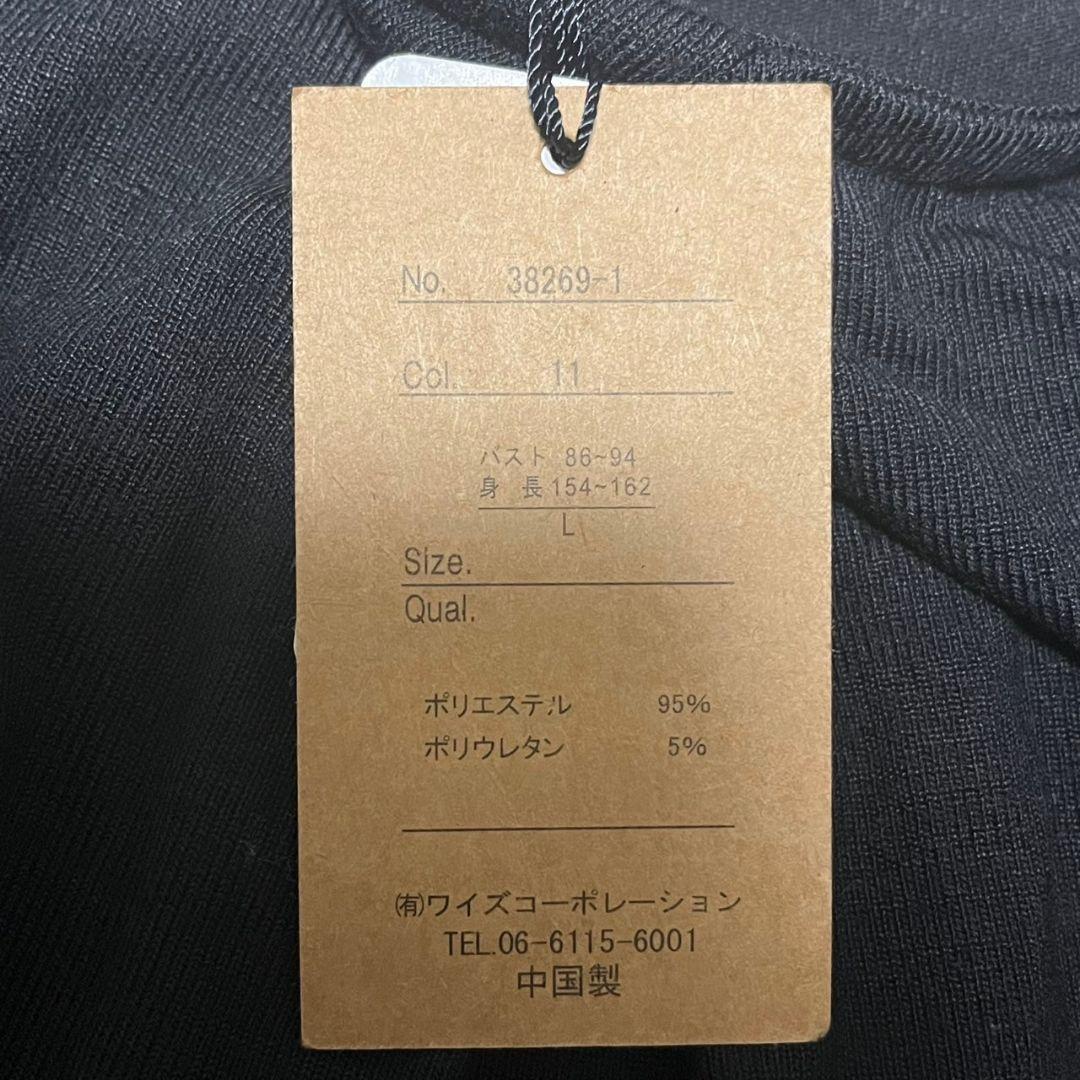 No. 38269-1
Col. 11
バスト 86~94
身 長 154~162
L
Size.
Qual.
ポリエステル 95%
ポリウレタン 5%
㈲ワイズコーポレーション
TEL.06-6115-6001
中国製